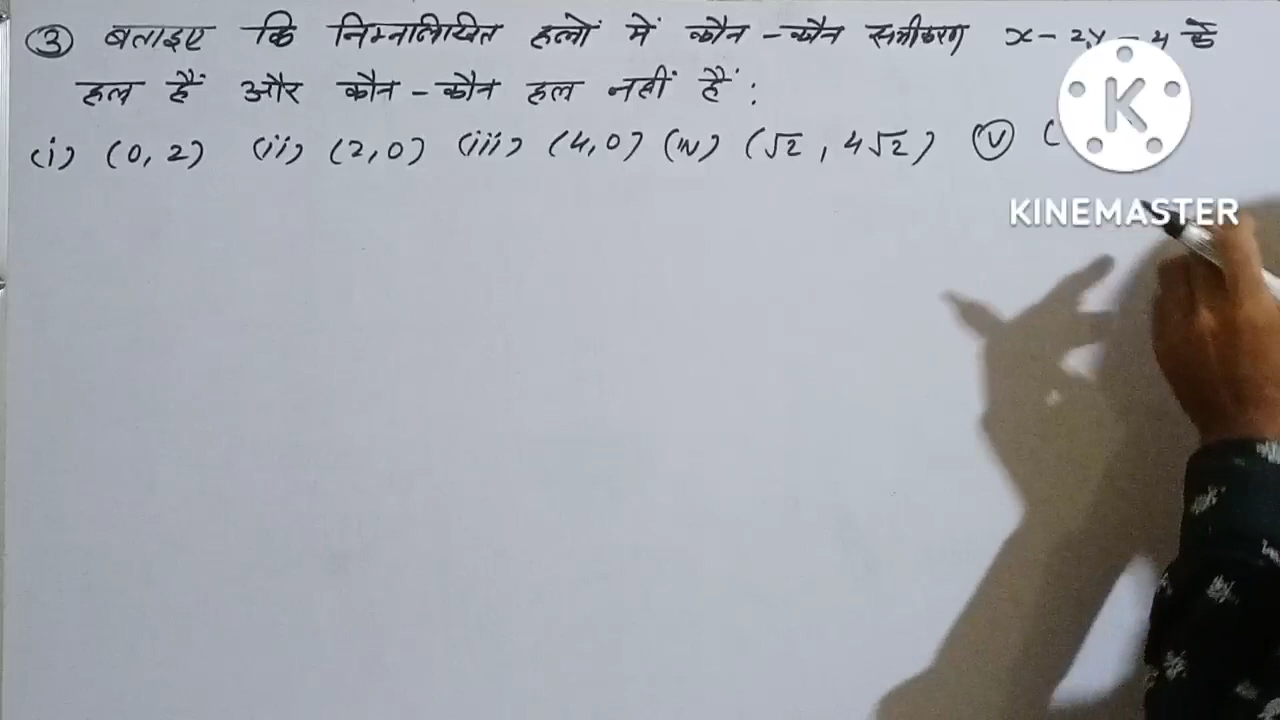 ③ बताइए कि निम्नलिखित हलों में कौन-कौन समीकरण x - 2y - 4 के
हल हैं और कौन-कौन हल नहीं हैं:
(i) (0, 2) (ii) (2, 0) (iii) (4, 0) (iv) (√2, 4√2) Ⓥ (
K
KINEMASTER